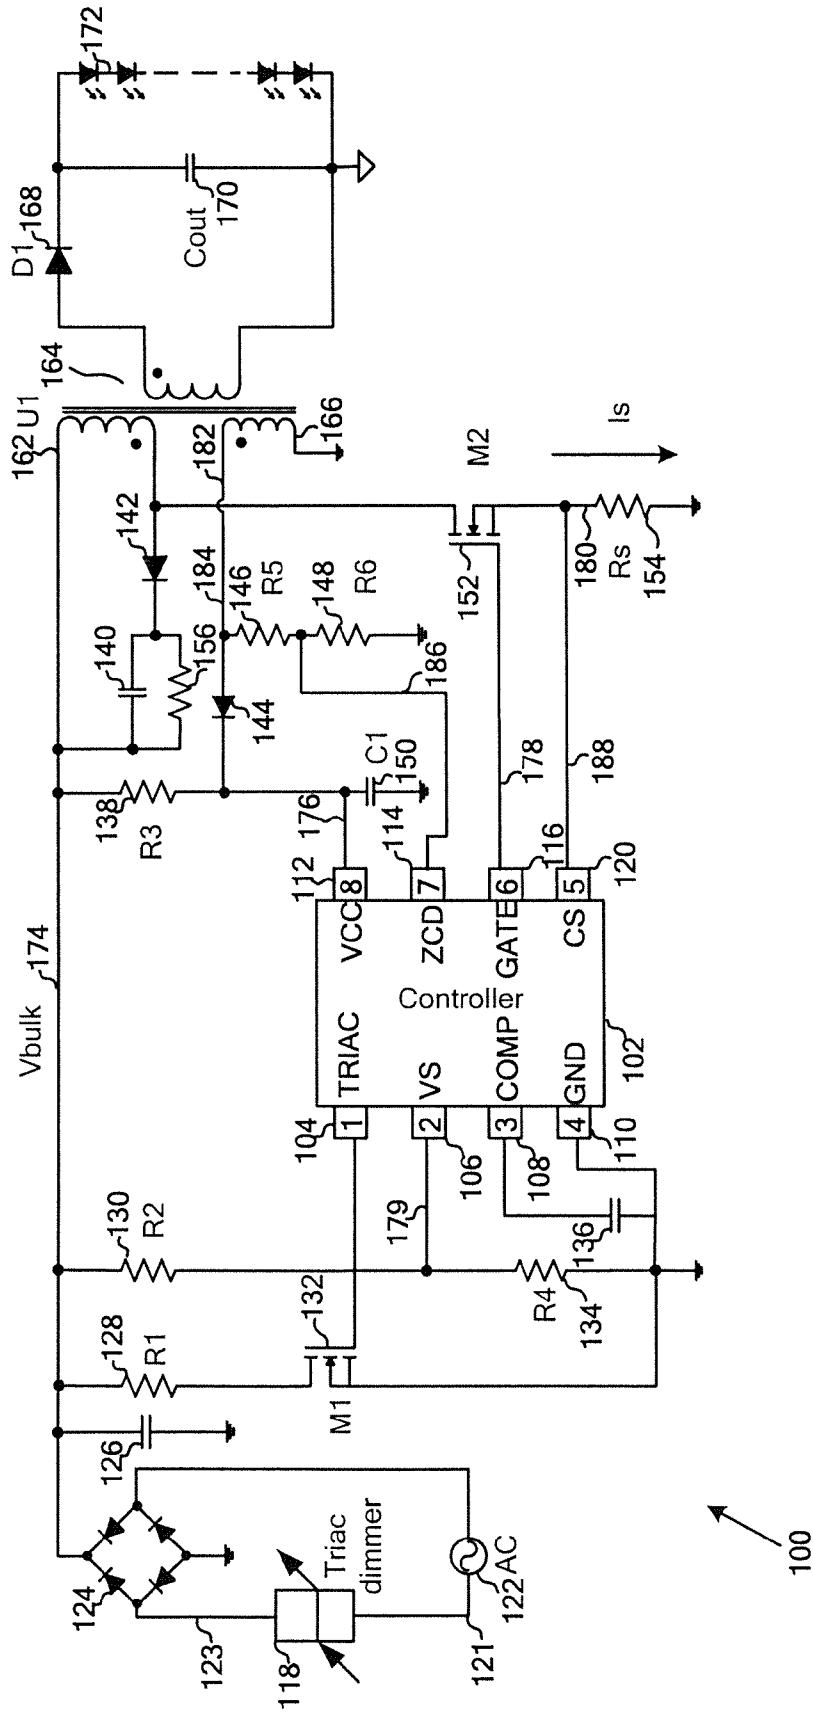 100
124
123
118
Triac
dimmer
121
122
AC
126
128
R1
M1
132
130
R2
179
R4
134
136
Vbulk
174
104
106
108
110
1
2
3
4
TRIAC
VS
COMP
GND
Controller
102
VCC
ZCD
GATE
CS
8
7
6
5
112
114
116
120
138
R3
176
C1
150
140
156
142
144
184
146
R5
148
R6
186
178
188
152
M2
180
Rs
154
Is
162
U1
164
182
166
D1
168
Cout
170
172